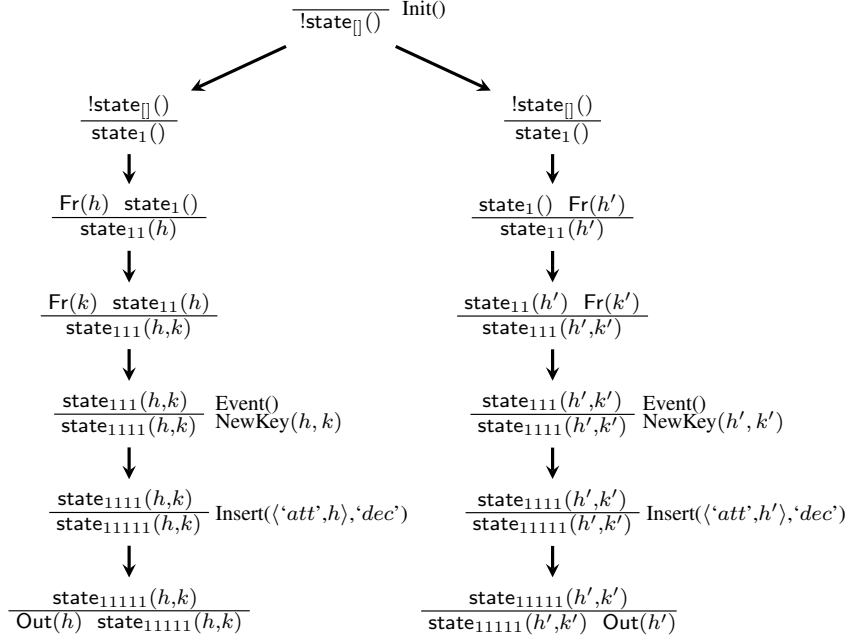 !state[]() Init()
!state[]() !state[]()
state1() state1()
Fr(h) state1() state1() Fr(h′)
state11(h) state11(h′)
Fr(k) state11(h) state11(h′) Fr(k′)
state111(h,k) state111(h′,k′)
state111(h,k) Event() state111(h′,k′) Event()
state1111(h,k) NewKey(h, k) state1111(h′,k′) NewKey(h′, k′)
state1111(h,k) state1111(h′,k′)
state11111(h,k) Insert(⟨‘att’,h⟩,‘dec’) state11111(h′,k′) Insert(⟨‘att’,h′⟩,‘dec’)
state11111(h,k) state11111(h′,k′)
Out(h) state11111(h,k) state11111(h′,k′) Out(h′)